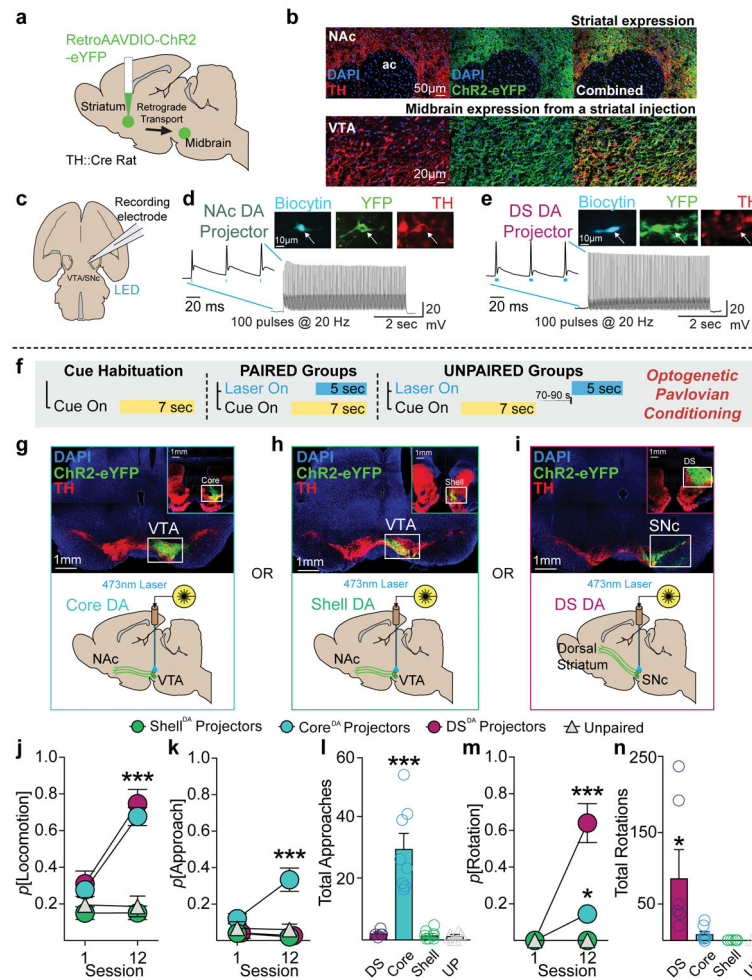 a
RetroAAVDIO-ChR2
-eYFP
Striatum
Retrograde
Transport
Midbrain
TH::Cre Rat
b
Striatal expression
NAc
ac
DAPI
TH
50µm
ChR2-eYFP
Combined
Midbrain expression from a striatal injection
VTA
20µm
c
Recording
electrode
VTA/SNc
LED
d
NAc DA
Projector
Biocytin
YFP
TH
10µm
20 ms
100 pulses @ 20 Hz
2 sec
20
mV
e
DS DA
Projector
Biocytin
YFP
TH
10µm
20 ms
100 pulses @ 20 Hz
2 sec
20
mV
f
Cue Habituation
Cue On
7 sec
PAIRED Groups
Laser On
5 sec
Cue On
7 sec
UNPAIRED Groups
Laser On
5 sec
70-90 s
Cue On
7 sec
Optogenetic
Pavlovian
Conditioning
g
DAPI
ChR2-eYFP
TH
1mm
Core
VTA
1mm
473nm Laser
Core DA
NAc
VTA
OR
h
DAPI
ChR2-eYFP
TH
1mm
Shell
VTA
1mm
473nm Laser
Shell DA
NAc
VTA
OR
i
DAPI
ChR2-eYFP
TH
1mm
DS
SNc
1mm
473nm Laser
DS DA
Dorsal
Striatum
SNc
Shell^DA Projectors
Core^DA Projectors
DS^DA Projectors
Unpaired
j
p[Locomotion]
1.0
0.8
0.6
0.4
0.2
***
1
12
Session
k
p[Approach]
1.0
0.8
0.6
0.4
0.2
***
1
12
Session
l
Total Approaches
60
40
20
***
DS
Core
Shell
UP
m
p[Rotation]
1.0
0.8
0.6
0.4
0.2
***
*
1
12
Session
n
Total Rotations
250
150
50
*
DS
Core
Shell